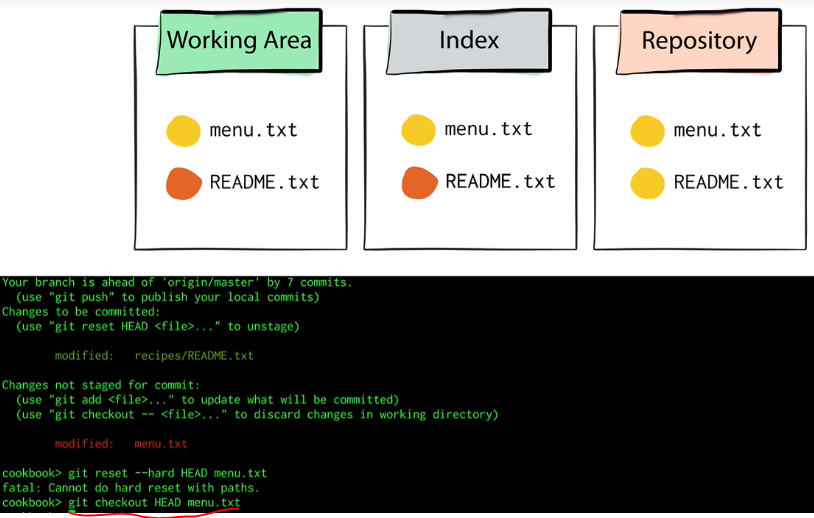 Working Area
Index
Repository
menu.txt
menu.txt
menu.txt
README.txt
README.txt
README.txt
Your branch is ahead of 'origin/master' by 7 commits.
(use "git push" to publish your local commits)
Changes to be committed:
(use "git reset HEAD <file>..." to unstage)
modified:   recipes/README.txt
Changes not staged for commit:
(use "git add <file>..." to update what will be committed)
(use "git checkout -- <file>..." to discard changes in working directory)
modified:   menu.txt
cookbook> git reset --hard HEAD menu.txt
fatal: Cannot do hard reset with paths.
cookbook> git checkout HEAD menu.txt